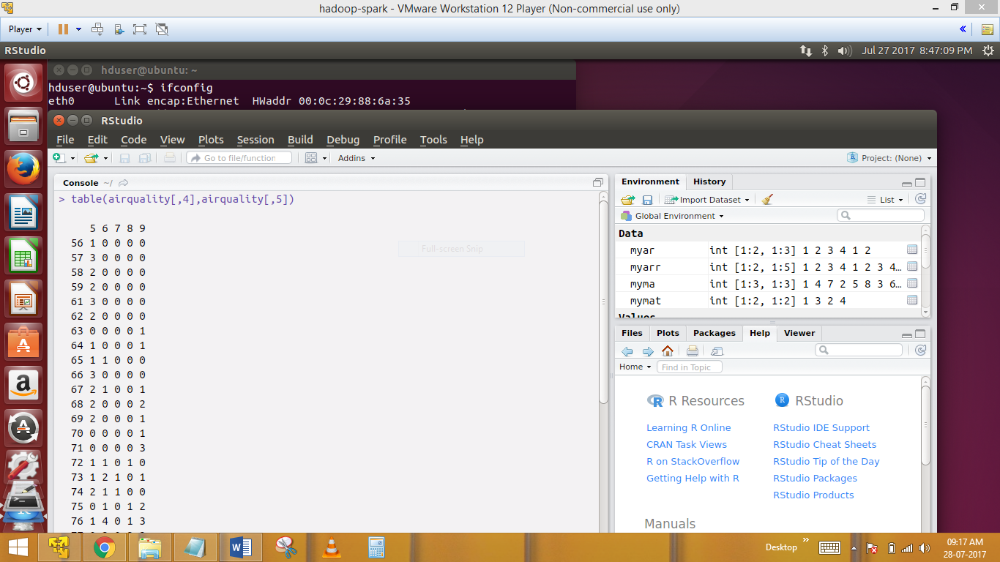 hadoop-spark - VMware Workstation 12 Player (Non-commercial use only)
Player
RStudio
Jul 27 2017 8:47:09 PM
hduser@ubuntu: ~
hduser@ubuntu:~$ ifconfig
eth0 Link encap:Ethernet HWaddr 00:0c:29:88:6a:35
RStudio
File Edit Code View Plots Session Build Debug Profile Tools Help
Go to file/function
Addins
Project: (None)
Console ~/
> table(airquality[,4],airquality[,5])
5 6 7 8 9
56 1 0 0 0 0
57 3 0 0 0 0
58 2 0 0 0 0
59 2 0 0 0 0
61 3 0 0 0 0
62 2 0 0 0 0
63 0 0 0 0 1
64 1 0 0 0 1
65 1 1 0 0 0
66 3 0 0 0 0
67 2 1 0 0 1
68 2 0 0 0 2
69 2 0 0 0 1
70 0 0 0 0 1
71 0 0 0 0 3
72 1 1 0 1 0
73 1 2 1 0 1
74 2 1 1 0 0
75 0 1 0 1 2
76 1 4 0 1 3
Full-screen Snip
Environment History
Import Dataset
List
Global Environment
Data
myar int [1:2, 1:3] 1 2 3 4 1 2
myarr int [1:2, 1:5] 1 2 3 4 1 2 3 4…
myma int [1:3, 1:3] 1 4 7 2 5 8 3 6…
mymat int [1:2, 1:2] 1 3 2 4
Values
Files Plots Packages Help Viewer
Home
Find in Topic
R Resources
Learning R Online
CRAN Task Views
R on StackOverflow
Getting Help with R
RStudio
RStudio IDE Support
RStudio Cheat Sheets
RStudio Tip of the Day
RStudio Packages
RStudio Products
Manuals
Desktop
09:17 AM
28-07-2017